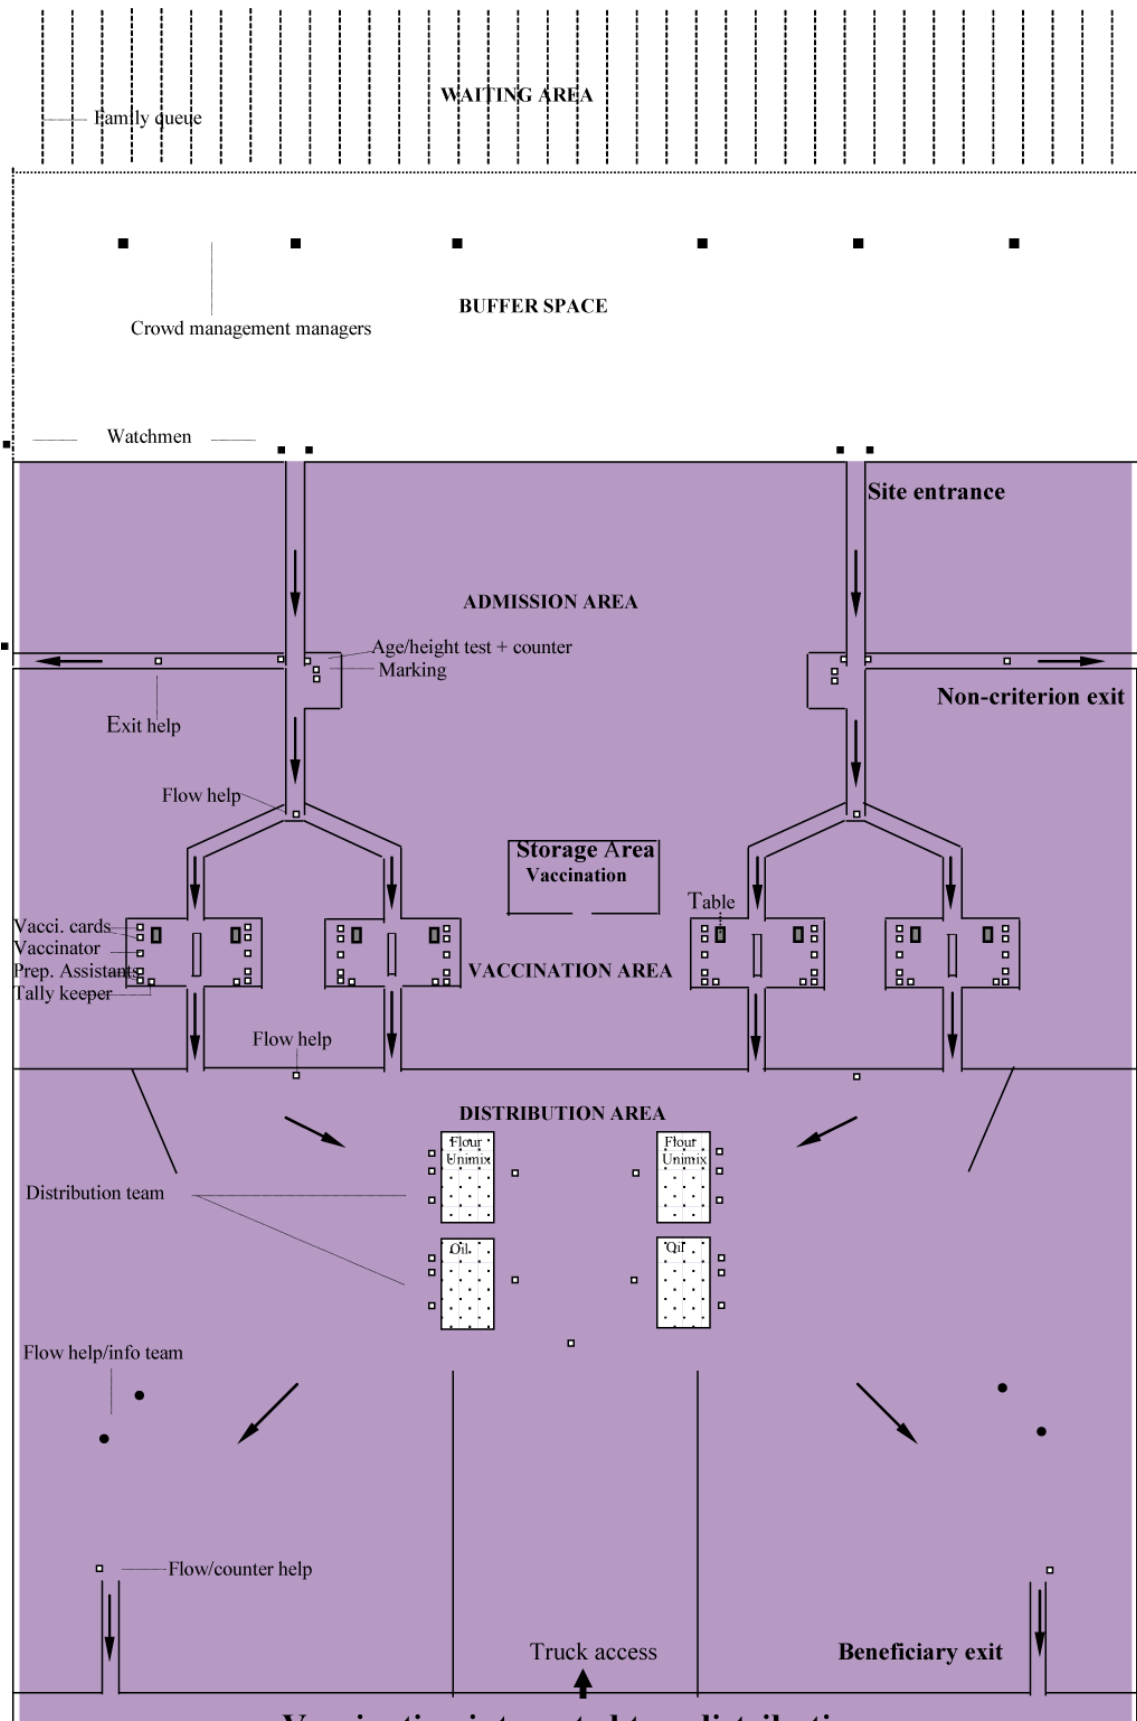 WAITING AREA
Family queue
BUFFER SPACE
Crowd management managers
Watchmen
Site entrance
ADMISSION AREA
Age/height test + counter
Marking
Non-criterion exit
Exit help
Flow help
Storage Area
Vaccination
Table
Vacci. cards
Vaccinator
Prep. Assistants
Tally keeper
VACCINATION AREA
Flow help
DISTRIBUTION AREA
Flour
Unimix
Flour
Unimix
Distribution team
Oil
Oil
Flow help/info team
Flow/counter help
Truck access
Beneficiary exit